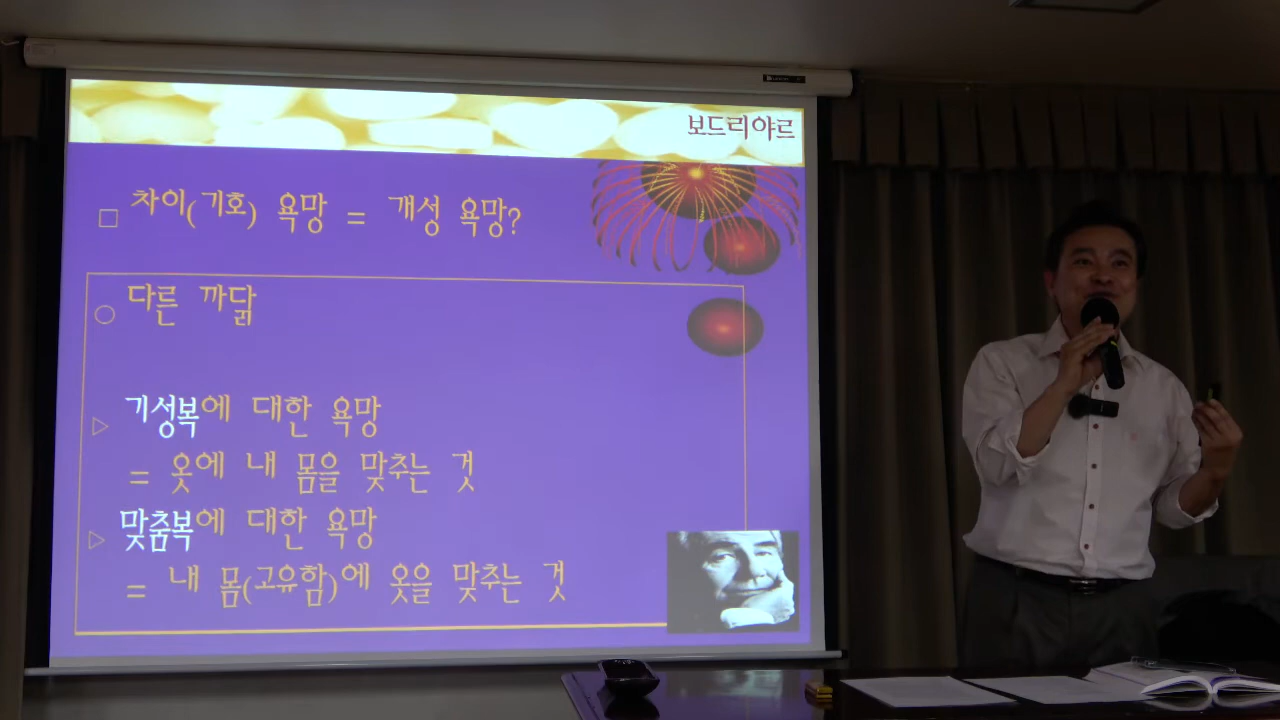 보드리야르
□ 차이(기호) 욕망 = 개성 욕망?
○ 다른 까닭
▷ 기성복에 대한 욕망
= 옷에 내 몸을 맞추는 것
▷ 맞춤복에 대한 욕망
= 내 몸(고유함)에 옷을 맞추는 것